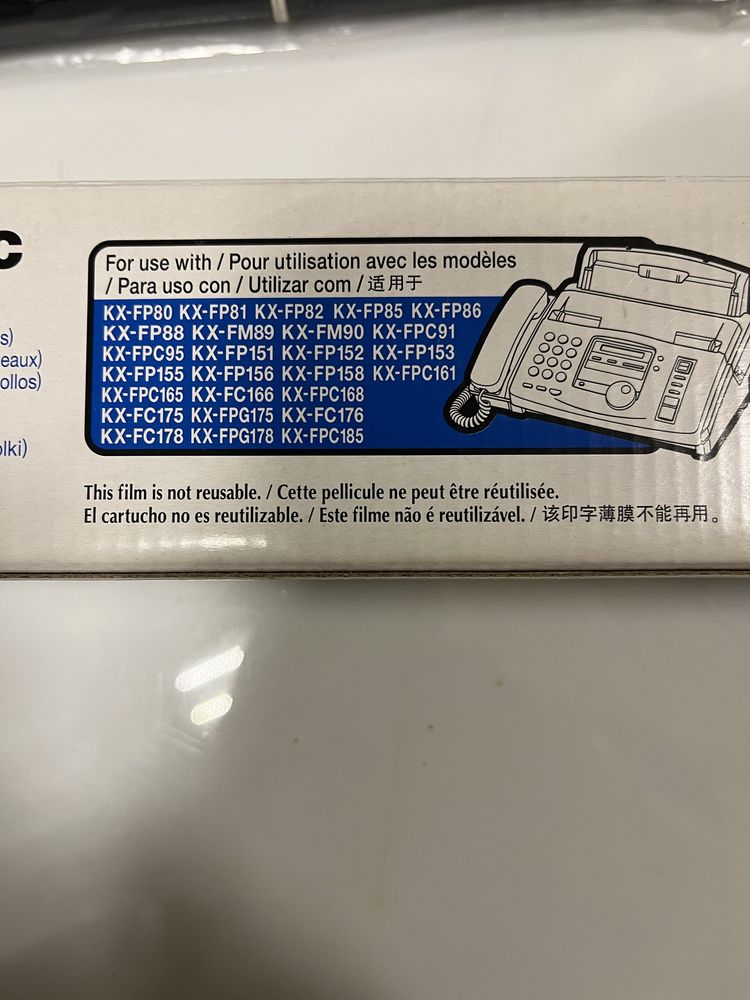 c
s)
eaux)
ollos)
olki)
For use with / Pour utilisation avec les modèles
/ Para uso con / Utilizar com / 适用于
KX-FP80 KX-FP81 KX-FP82 KX-FP85 KX-FP86
KX-FP88 KX-FM89 KX-FM90 KX-FPC91
KX-FPC95 KX-FP151 KX-FP152 KX-FP153
KX-FP155 KX-FP156 KX-FP158 KX-FPC161
KX-FPC165 KX-FC166 KX-FPC168
KX-FC175 KX-FPG175 KX-FC176
KX-FC178 KX-FPG178 KX-FPC185
This film is not reusable. / Cette pellicule ne peut être réutilisée.
El cartucho no es reutilizable. / Este filme não é reutilizável. / 该印字薄膜不能再用。